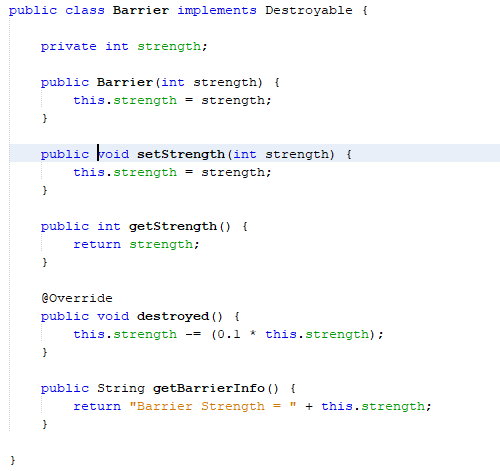 public class Barrier implements Destroyable {
private int strength;
public Barrier(int strength) {
this.strength = strength;
}
public void setStrength(int strength) {
this.strength = strength;
}
public int getStrength() {
return strength;
}
@Override
public void destroyed() {
this.strength -= (0.1 * this.strength);
}
public String getBarrierInfo() {
return "Barrier Strength = " + this.strength;
}
}